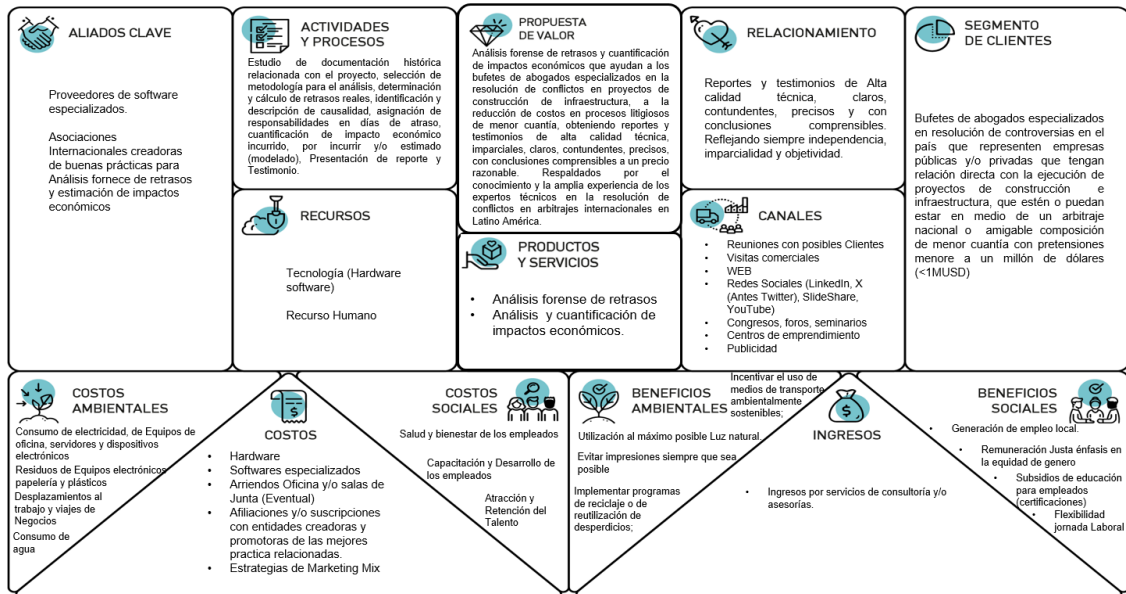 ALIADOS CLAVE
Proveedores de software
especializados.
Asociaciones
Internacionales creadoras
de buenas prácticas para
Análisis fornece de retrasos
y estimación de impactos
económicos
ACTIVIDADES
Y PROCESOS
Estudio de documentación histórica
relacionada con el proyecto, selección de
metodología para el análisis, determinación
y cálculo de retrasos reales, identificación y
descripción de causalidad, asignación de
responsabilidades en días de atraso,
cuantificación de impacto económico
incurrido, por incurrir y/o estimado
(modelado), Presentación de reporte y
Testimonio.
RECURSOS
Tecnología (Hardware
software)
Recurso Humano
PROPUESTA
DE VALOR
Análisis forense de retrasos y cuantificación
de impactos económicos que ayudan a los
bufetes de abogados especializados en la
resolución de conflictos en proyectos de
construcción de infraestructura, a la
reducción de costos en procesos litigiosos
de menor cuantía, obteniendo reportes y
testimonios de alta calidad técnica,
imparciales, claros, contundentes, precisos,
con conclusiones comprensibles a un precio
razonable. Respaldados por el
conocimiento y la amplia experiencia de los
expertos técnicos en la resolución de
conflictos en arbitrajes internacionales en
Latino América.
PRODUCTOS
Y SERVICIOS
• Análisis forense de retrasos
• Análisis y cuantificación de
impactos económicos.
RELACIONAMIENTO
Reportes y testimonios de Alta
calidad técnica, claros,
contundentes, precisos y con
conclusiones comprensibles.
Reflejando siempre independencia,
imparcialidad y objetividad.
CANALES
• Reuniones con posibles Clientes
• Visitas comerciales
• WEB
• Redes Sociales (LinkedIn, X
(Antes Twitter), SlideShare,
YouTube)
• Congresos, foros, seminarios
• Centros de emprendimiento
• Publicidad
SEGMENTO
DE CLIENTES
Bufetes de abogados especializados
en resolución de controversias en el
país que representen empresas
públicas y/o privadas que tengan
relación directa con la ejecución de
proyectos de construcción e
infraestructura, que estén o puedan
estar en medio de un arbitraje
nacional o amigable composición
de menor cuantía con pretensiones
menore a un millón de dólares
(<1MUSD)
COSTOS
AMBIENTALES
Consumo de electricidad, de Equipos de
oficina, servidores y dispositivos
electrónicos
Residuos de Equipos electrónicos,
papelería y plásticos
Desplazamientos al
trabajo y viajes de
Negocios
Consumo de
agua
COSTOS
• Hardware
• Softwares especializados
• Arriendos Oficina y/o salas de
Junta (Eventual)
• Afiliaciones y/o suscripciones
con entidades creadoras y
promotoras de las mejores
practica relacionadas.
• Estrategias de Marketing Mix
COSTOS
SOCIALES
Salud y bienestar de los empleados
Capacitación y Desarrollo de
los empleados
Atracción y
Retención del
Talento
BENEFICIOS
AMBIENTALES
Incentivar el uso de
medios de transporte
ambientalmente
sostenibles;
Utilización al máximo posible Luz natural.
Evitar impresiones siempre que sea
posible
Implementar programas
de reciclaje o de
reutilización de
desperdicios;
INGRESOS
• Ingresos por servicios de consultoría y/o
asesorías.
BENEFICIOS
SOCIALES
• Generación de empleo local.
• Remuneración Justa énfasis en
la equidad de genero
• Subsidios de educación
para empleados
(certificaciones)
• Flexibilidad
jornada Laboral